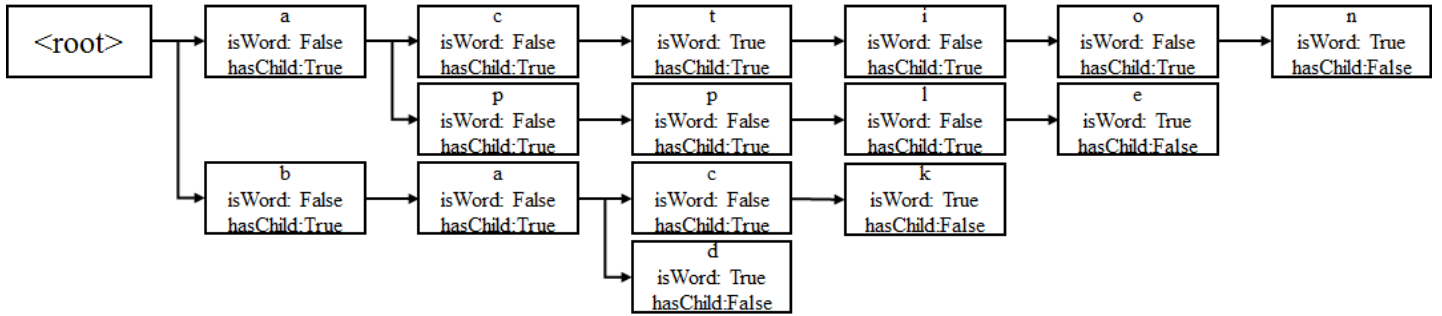 <root>
a
isWord: False
hasChild:True
c
isWord: False
hasChild:True
t
isWord: True
hasChild:True
i
isWord: False
hasChild:True
o
isWord: False
hasChild:True
n
isWord: True
hasChild:False
p
isWord: False
hasChild:True
p
isWord: False
hasChild:True
l
isWord: False
hasChild:True
e
isWord: True
hasChild:False
b
isWord: False
hasChild:True
a
isWord: False
hasChild:True
c
isWord: False
hasChild:True
k
isWord: True
hasChild:False
d
isWord: True
hasChild:False